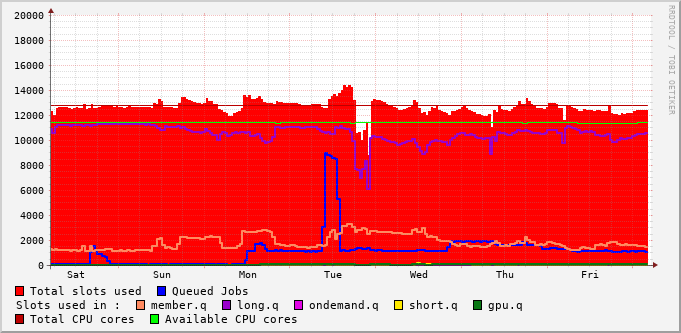 RRDTOOL / TOBI OETIKER
20000
18000
16000
14000
12000
10000
8000
6000
4000
2000
0
Sat Sun Mon Tue Wed Thu Fri
Total slots used Queued Jobs
Slots used in : member.q long.q ondemand.q short.q gpu.q
Total CPU cores Available CPU cores